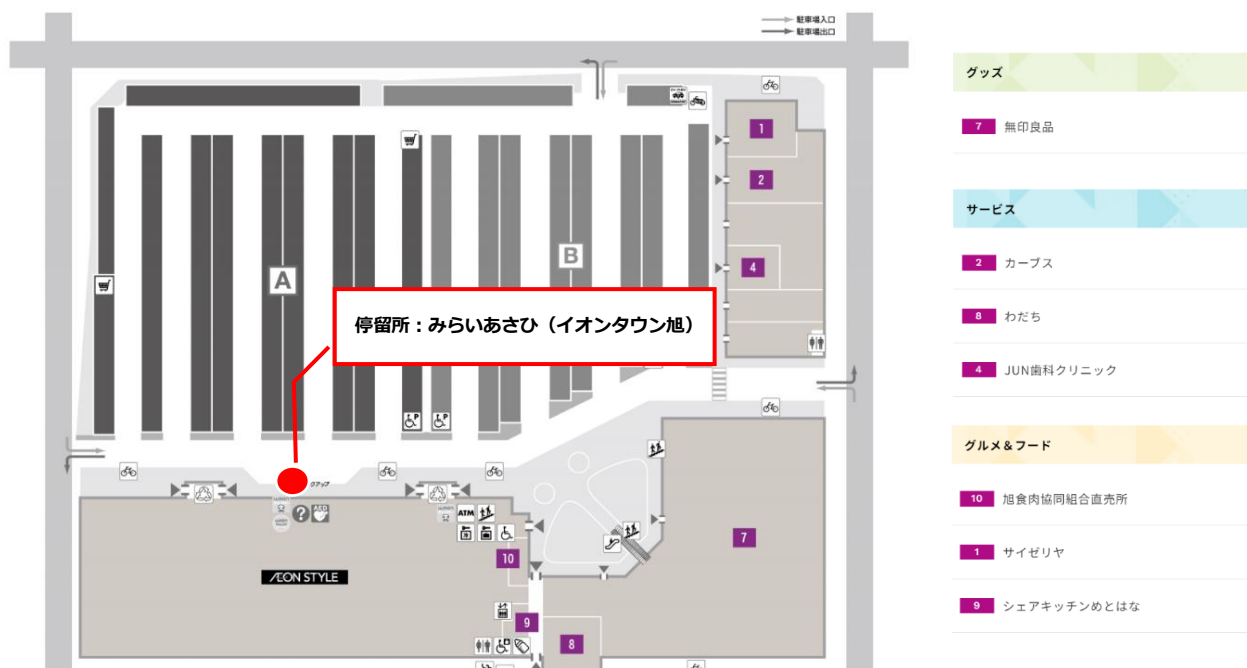 駐車場入口
駐車場出口
1
2
B
A
4
停留所：みらいあさひ（イオンタウン旭）
P
P
クアップ
?
AED
ATM
ÆON STYLE
10
7
9
8
グッズ
7 無印良品
サービス
2 カーブス
8 わだち
4 JUN歯科クリニック
グルメ＆フード
10 旭食肉協同組合直売所
1 サイゼリヤ
9 シェアキッチンめとはな